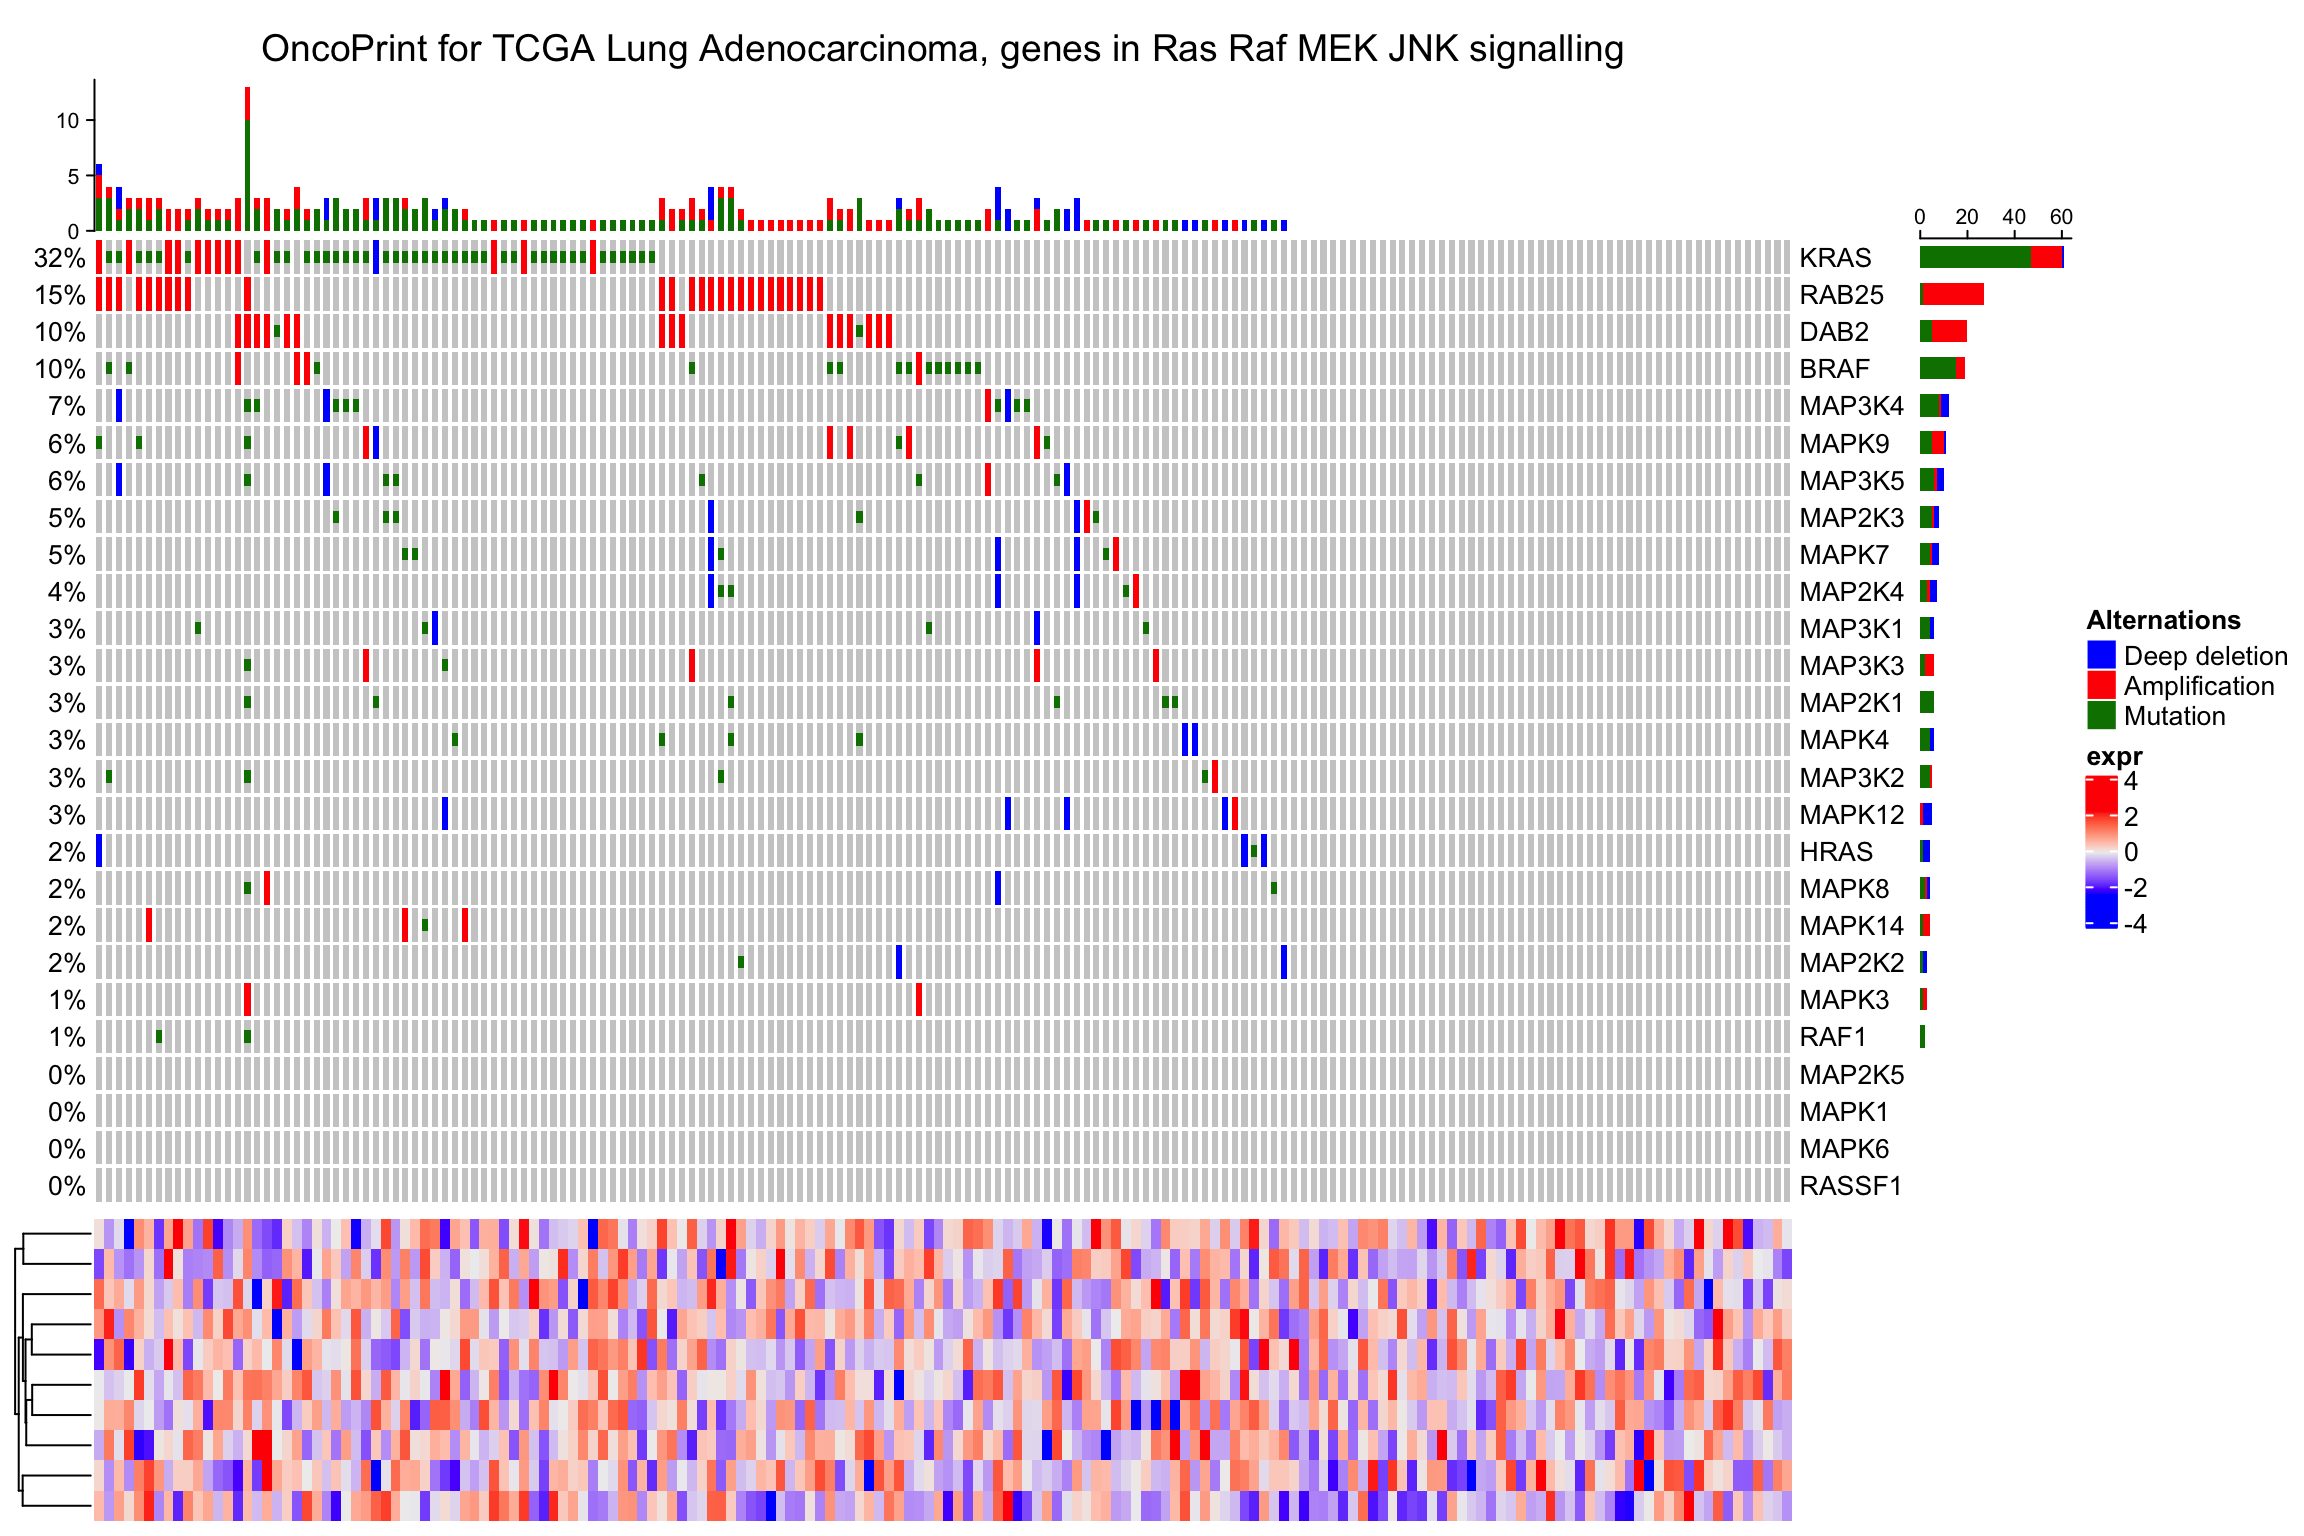 OncoPrint for TCGA Lung Adenocarcinoma, genes in Ras Raf MEK JNK signalling
10
5
0
0 20 40 60
32% KRAS
15% RAB25
10% DAB2
10% BRAF
7% MAP3K4
6% MAPK9
6% MAP3K5
5% MAP2K3
5% MAPK7
4% MAP2K4
3% MAP3K1
3% MAP3K3
3% MAP2K1
3% MAPK4
3% MAP3K2
3% MAPK12
2% HRAS
2% MAPK8
2% MAPK14
2% MAP2K2
1% MAPK3
1% RAF1
0% MAP2K5
0% MAPK1
0% MAPK6
0% RASSF1
Alternations
Deep deletion
Amplification
Mutation
expr
4
2
0
-2
-4